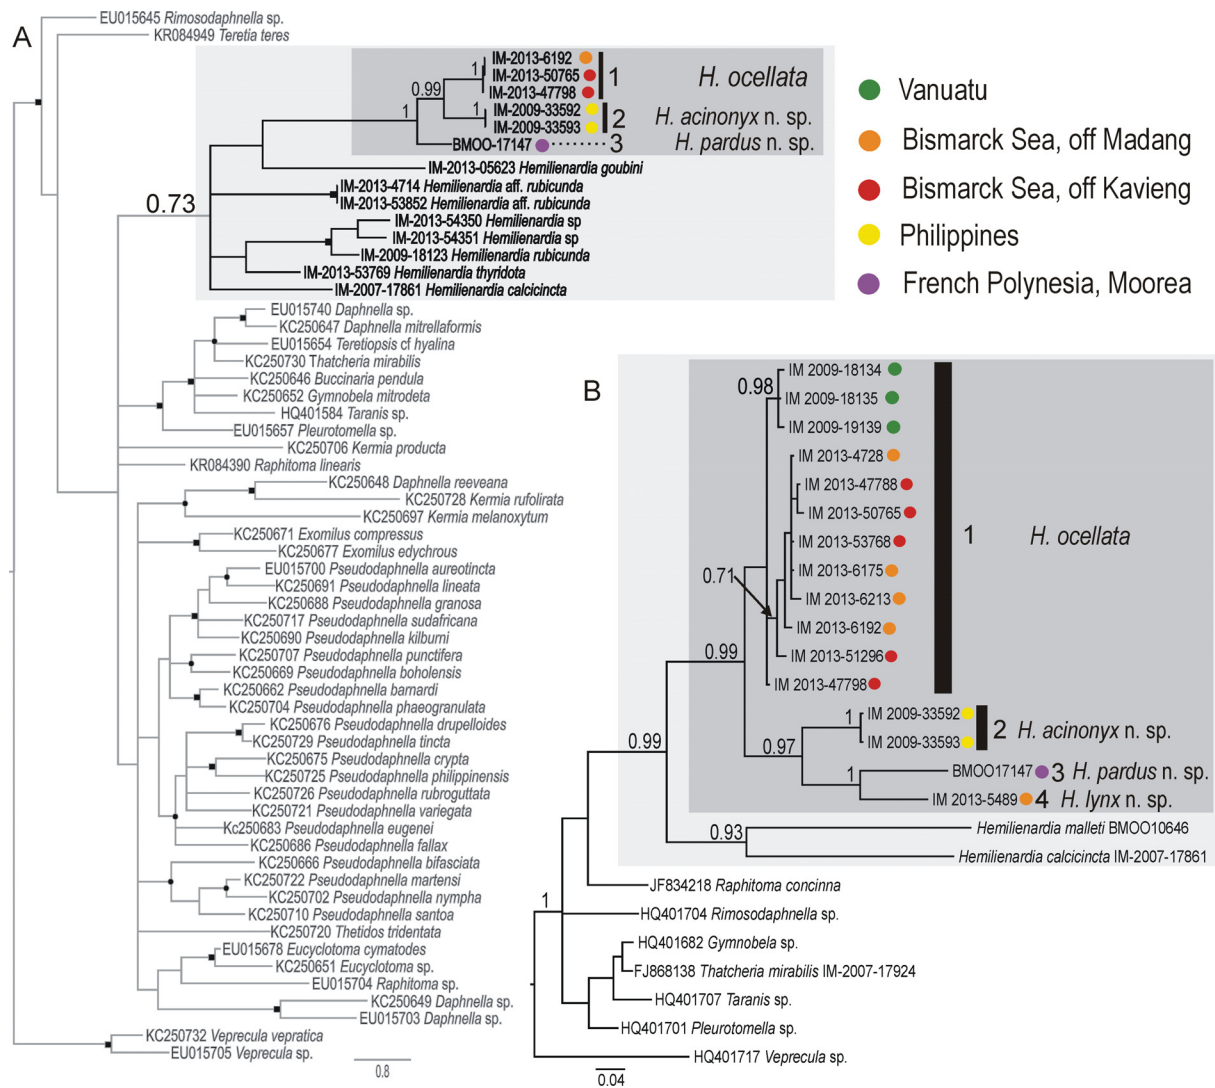 A
EU015645 Rimosodaphnella sp.
KR084949 Teretia teres
IM-2013-6192
IM-2013-50765
IM-2013-47798
1
H. ocellata
IM-2009-33592
IM-2009-33593
2
H. acinonyx n. sp.
BMOO-17147
3
H. pardus n. sp.
1
0.99
1
1
0.73
IM-2013-05623 Hemilienardia goubini
IM-2013-4714 Hemilienardia aff. rubicunda
IM-2013-53852 Hemilienardia aff. rubicunda
IM-2013-54350 Hemilienardia sp
IM-2013-54351 Hemilienardia sp
IM-2009-18123 Hemilienardia rubicunda
IM-2013-53769 Hemilienardia thyridota
IM-2007-17861 Hemilienardia calcicincta
EU015740 Daphnella sp.
KC250647 Daphnella mitrellaformis
EU015654 Teretiopsis cf hyalina
KC250730 Thatcheria mirabilis
KC250646 Buccinaria pendula
KC250652 Gymnobela mitrodeta
HQ401584 Taranis sp.
EU015657 Pleurotomella sp.
KC250706 Kermia producta
KR084390 Raphitoma linearis
KC250648 Daphnella reeveana
KC250728 Kermia rufolirata
KC250697 Kermia melanoxytum
KC250671 Exomilus compressus
KC250677 Exomilus edychrous
EU015700 Pseudodaphnella aureotincta
KC250691 Pseudodaphnella lineata
KC250688 Pseudodaphnella granosa
KC250717 Pseudodaphnella sudafricana
KC250690 Pseudodaphnella kilburni
KC250707 Pseudodaphnella punctifera
KC250669 Pseudodaphnella boholensis
KC250662 Pseudodaphnella barnardi
KC250704 Pseudodaphnella phaeogranulata
KC250676 Pseudodaphnella drupelloides
KC250729 Pseudodaphnella tincta
KC250675 Pseudodaphnella crypta
KC250725 Pseudodaphnella philippinensis
KC250726 Pseudodaphnella rubroguttata
KC250721 Pseudodaphnella variegata
Kc250683 Pseudodaphnella eugenei
KC250686 Pseudodaphnella fallax
KC250666 Pseudodaphnella bifasciata
KC250722 Pseudodaphnella martensi
KC250702 Pseudodaphnella nympha
KC250710 Pseudodaphnella santoa
KC250720 Thetidos tridentata
EU015678 Eucyclotoma cymatodes
KC250651 Eucyclotoma sp.
EU015704 Raphitoma sp.
KC250649 Daphnella sp.
EU015703 Daphnella sp.
KC250732 Veprecula vepratica
EU015705 Veprecula sp.
0.8
Vanuatu
Bismarck Sea, off Madang
Bismarck Sea, off Kavieng
Philippines
French Polynesia, Moorea
B
IM 2009-18134
0.98
IM 2009-18135
IM 2009-19139
IM 2013-4728
IM 2013-47788
IM 2013-50765
IM 2013-53768
1
H. ocellata
IM 2013-6175
0.71
IM 2013-6213
IM 2013-6192
IM 2013-51296
0.99
IM 2013-47798
IM 2009-33592
1
IM 2009-33593
2
H. acinonyx n. sp.
0.97
0.99
BMOO17147
3
H. pardus n. sp.
1
IM 2013-5489
4
H. lynx n. sp.
0.93
Hemilienardia malleti BMOO10646
Hemilienardia calcicincta IM-2007-17861
JF834218 Raphitoma concinna
1
HQ401704 Rimosodaphnella sp.
HQ401682 Gymnobela sp.
FJ868138 Thatcheria mirabilis IM-2007-17924
HQ401707 Taranis sp.
HQ401701 Pleurotomella sp.
HQ401717 Veprecula sp.
0.04